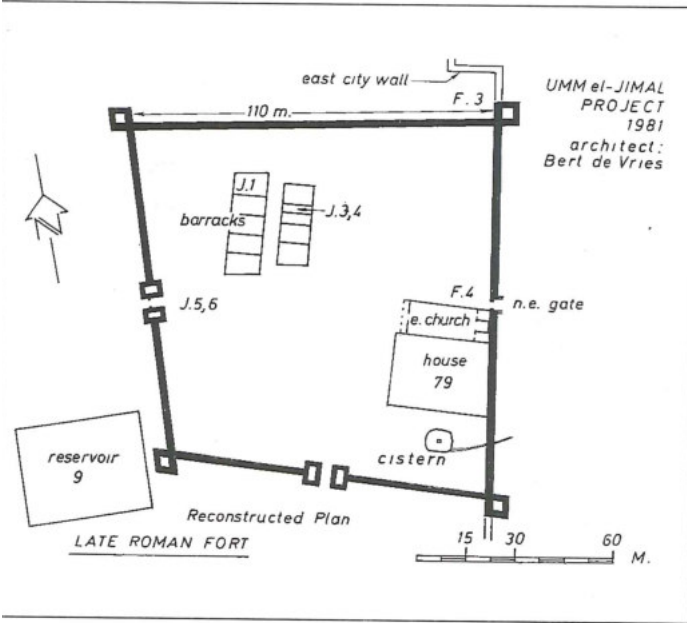 east city wall
F.3
110 m.
UMM el-JIMAL
PROJECT
1981
architect:
Bert de Vries
J.1
barracks
J.3,4
J.5,6
F.4
n.e. gate
e. church
house
79
cistern
reservoir
9
Reconstructed Plan
LATE ROMAN FORT
15 30 60
M.